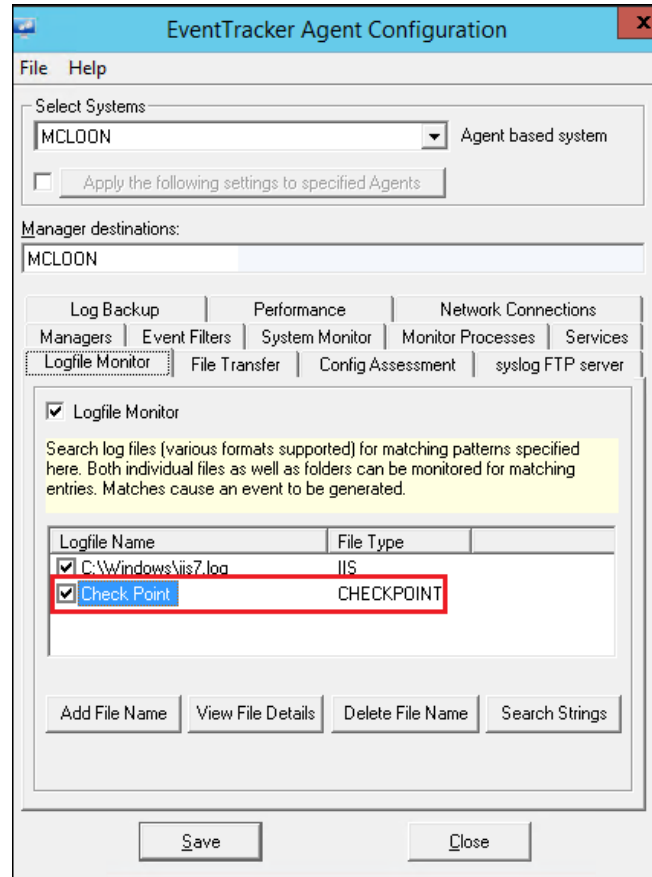 EventTracker Agent Configuration
x
File Help
Select Systems
MCLOON
Agent based system
Apply the following settings to specified Agents
Manager destinations:
MCLOON
Log Backup Performance Network Connections
Managers Event Filters System Monitor Monitor Processes Services
Logfile Monitor File Transfer Config Assessment syslog FTP server
Logfile Monitor
Search log files (various formats supported) for matching patterns specified
here. Both individual files as well as folders can be monitored for matching
entries. Matches cause an event to be generated.
Logfile Name File Type
C:\Windows\iis7.log IIS
Check Point CHECKPOINT
Add File Name View File Details Delete File Name Search Strings
Save Close